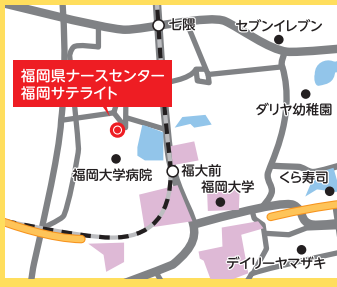 七隈
セブンイレブン
福岡県ナースセンター
福岡サテライト
ダリヤ幼稚園
福岡大学病院
福大前
福岡大学
くら寿司
デイリーヤマザキ